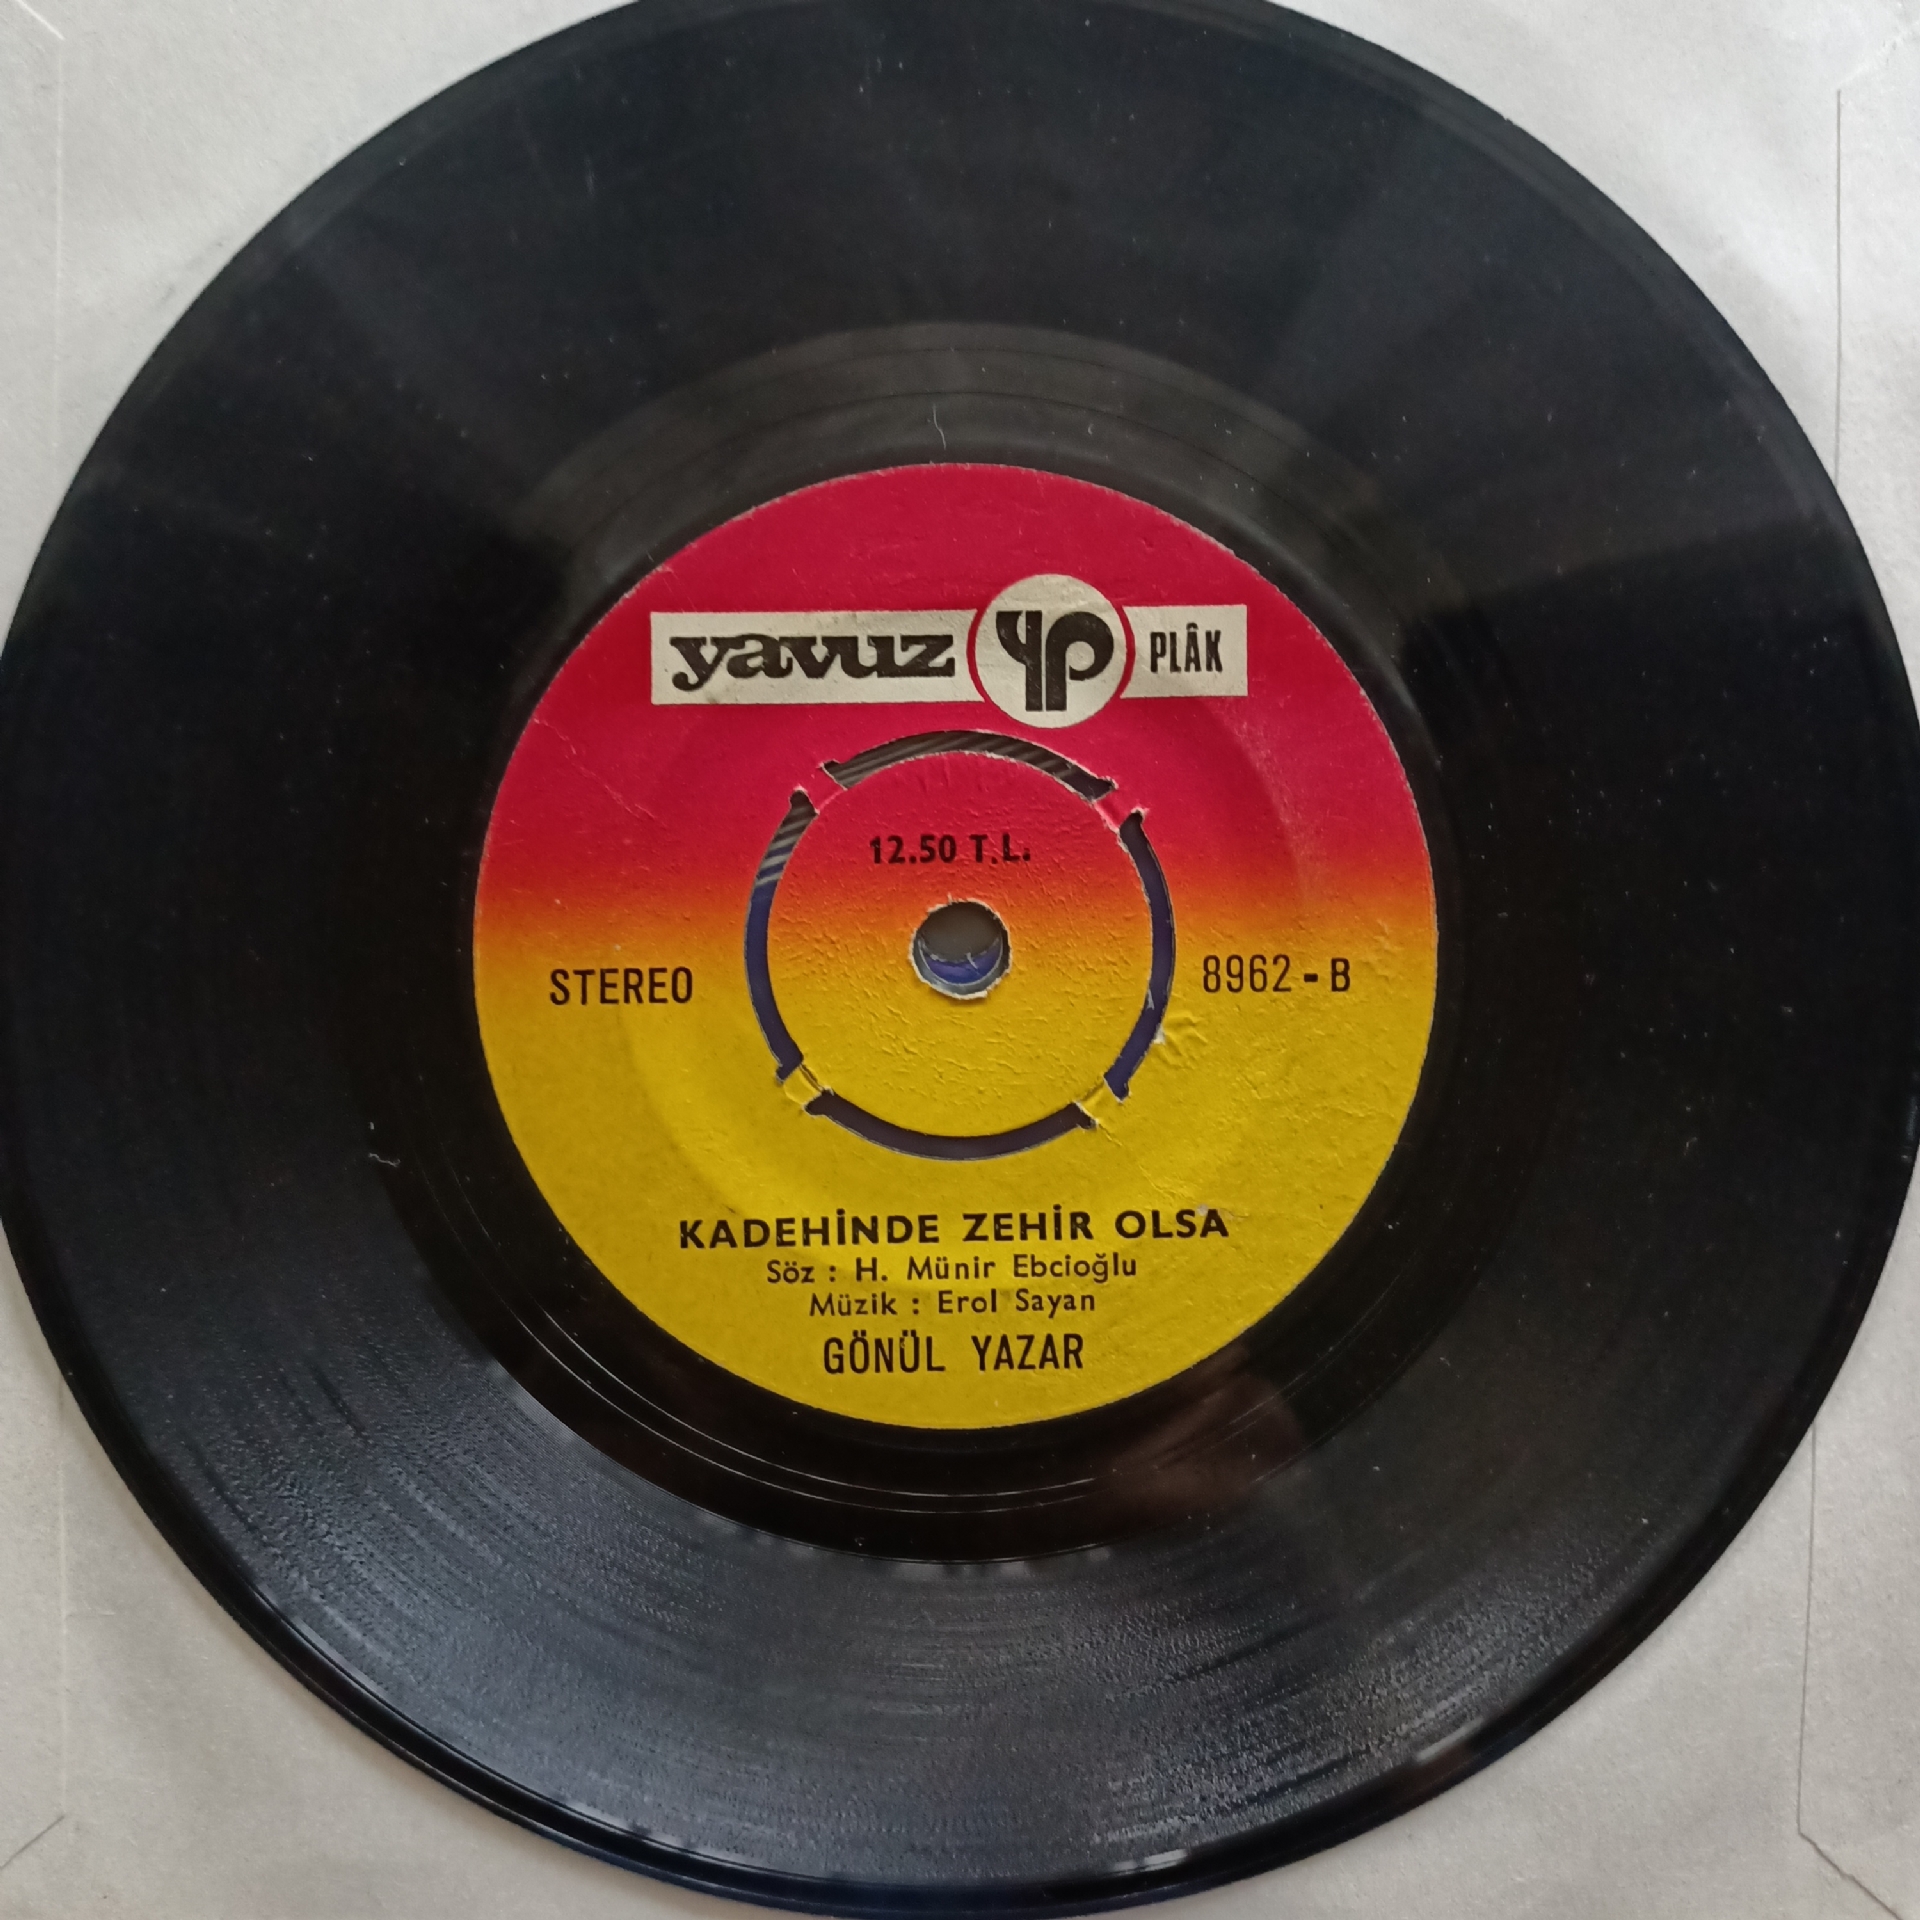 yavuz yp PLÂK
12.50 T.L.
STEREO 8962-B
KADEHİNDE ZEHİR OLSA
Söz : H. Münir Ebcioğlu
Müzik : Erol Sayan
GÖNÜL YAZAR